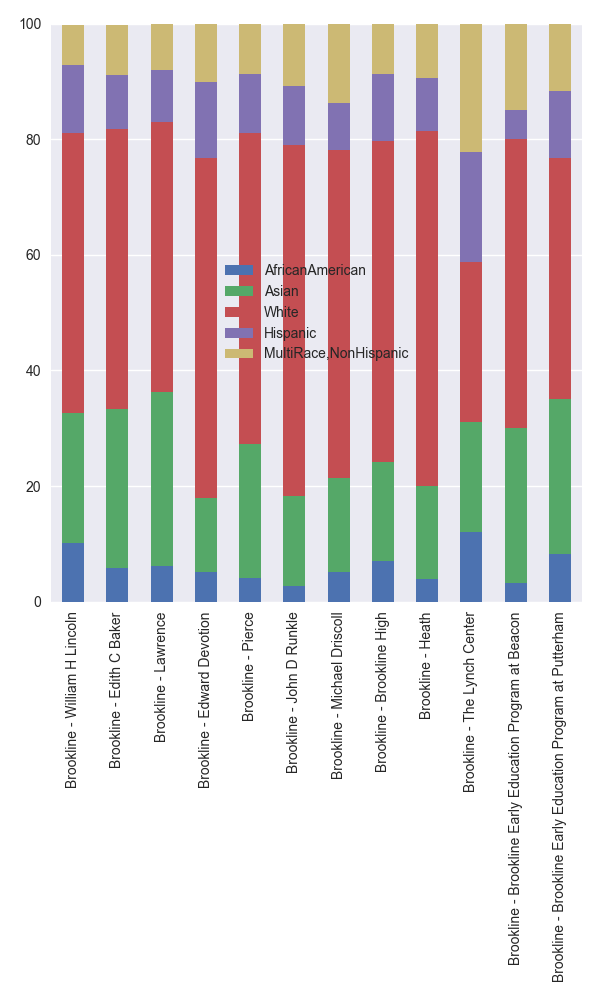 100
80
60
40
20
0
AfricanAmerican
Asian
White
Hispanic
MultiRace,NonHispanic
Brookline - William H Lincoln
Brookline - Edith C Baker
Brookline - Lawrence
Brookline - Edward Devotion
Brookline - Pierce
Brookline - John D Runkle
Brookline - Michael Driscoll
Brookline - Brookline High
Brookline - Heath
Brookline - The Lynch Center
Brookline - Brookline Early Education Program at Beacon
Brookline - Brookline Early Education Program at Putterham